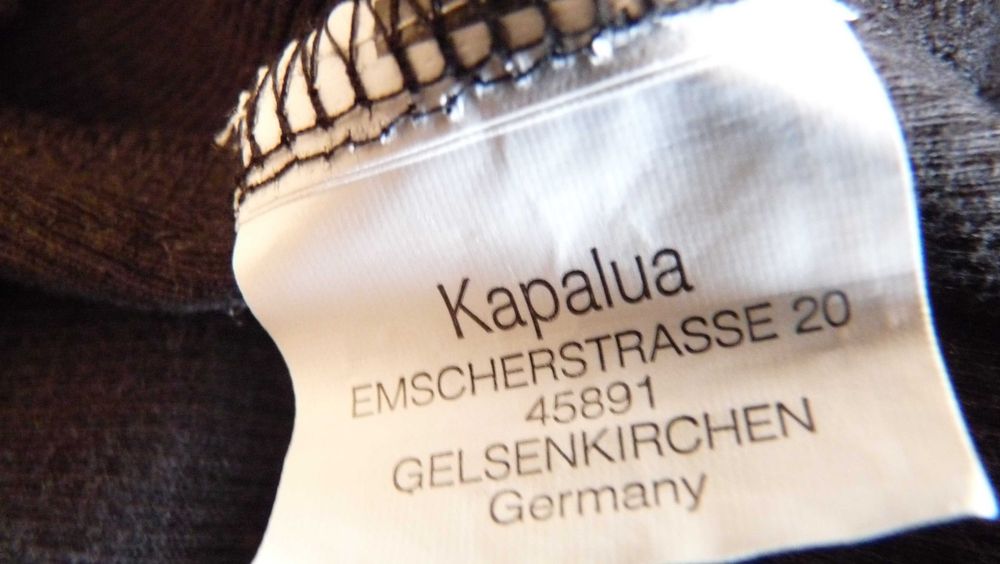 Kapalua
EMSCHERSTRASSE 20
45891
GELSENKIRCHEN
Germany